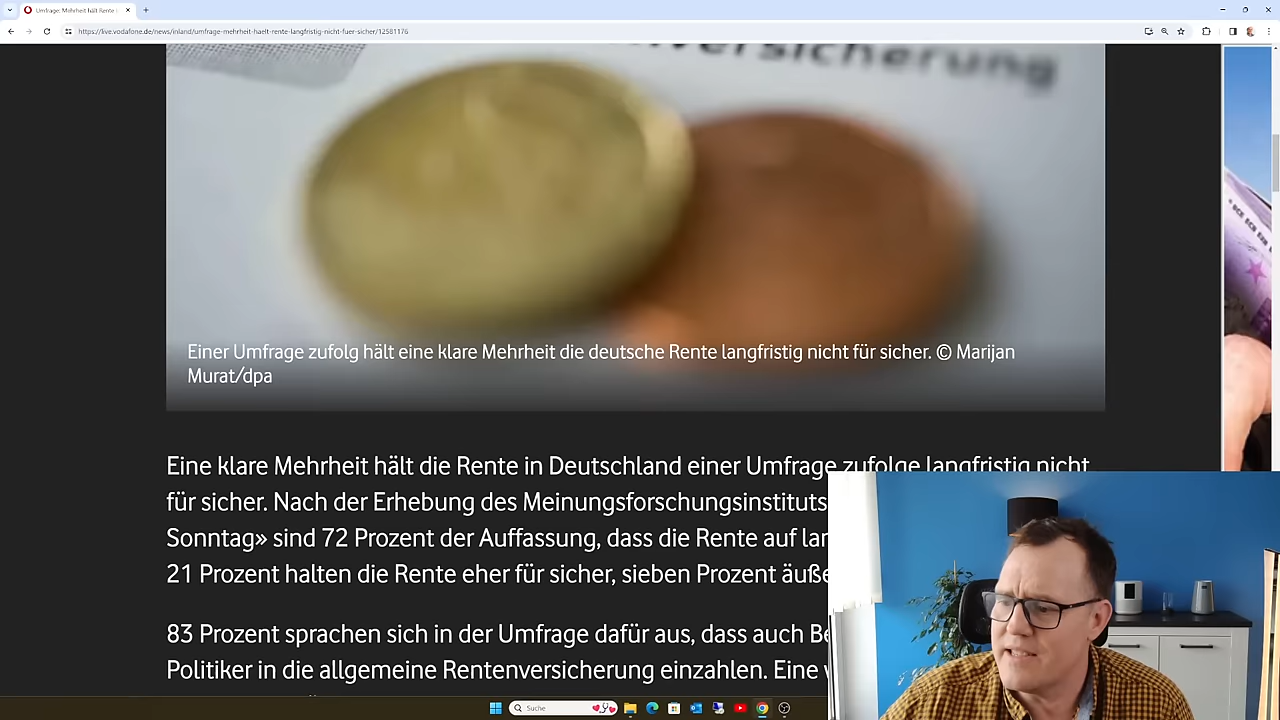 Umfrage: Mehrheit hält Rente
https://live.vodafone.de/news/inland/umfrage-mehrheit-haelt-rente-langfristig-nicht-fuer-sicher/12581176
versicherung
Einer Umfrage zufolg hält eine klare Mehrheit die deutsche Rente langfristig nicht für sicher. © Marijan
Murat/dpa
Eine klare Mehrheit hält die Rente in Deutschland einer Umfrage zufolge langfristig nicht
für sicher. Nach der Erhebung des Meinungsforschungsinstituts
Sonntag» sind 72 Prozent der Auffassung, dass die Rente auf lan
21 Prozent halten die Rente eher für sicher, sieben Prozent äuße
83 Prozent sprachen sich in der Umfrage dafür aus, dass auch Be
Politiker in die allgemeine Rentenversicherung einzahlen. Eine
Suche